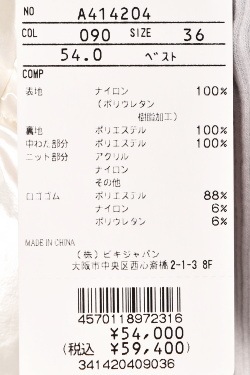 NO A414204
COL 090 SIZE 36
54.0 ベスト
COMP
表地 ナイロン 100%
(ポリウレタン
樹脂加工)
裏地 ポリエステル 100%
中わた部分 ポリエステル 100%
ニット部分 アクリル
ナイロン
その他
ロゴゴム ポリエステル 88%
ナイロン 6%
ポリウレタン 6%
MADE IN CHINA
(株)ビキジャパン
大阪市中央区西心斎橋2-1-3 8F
4570118972316
¥54,000
(税込 ¥59,400)
341420409036